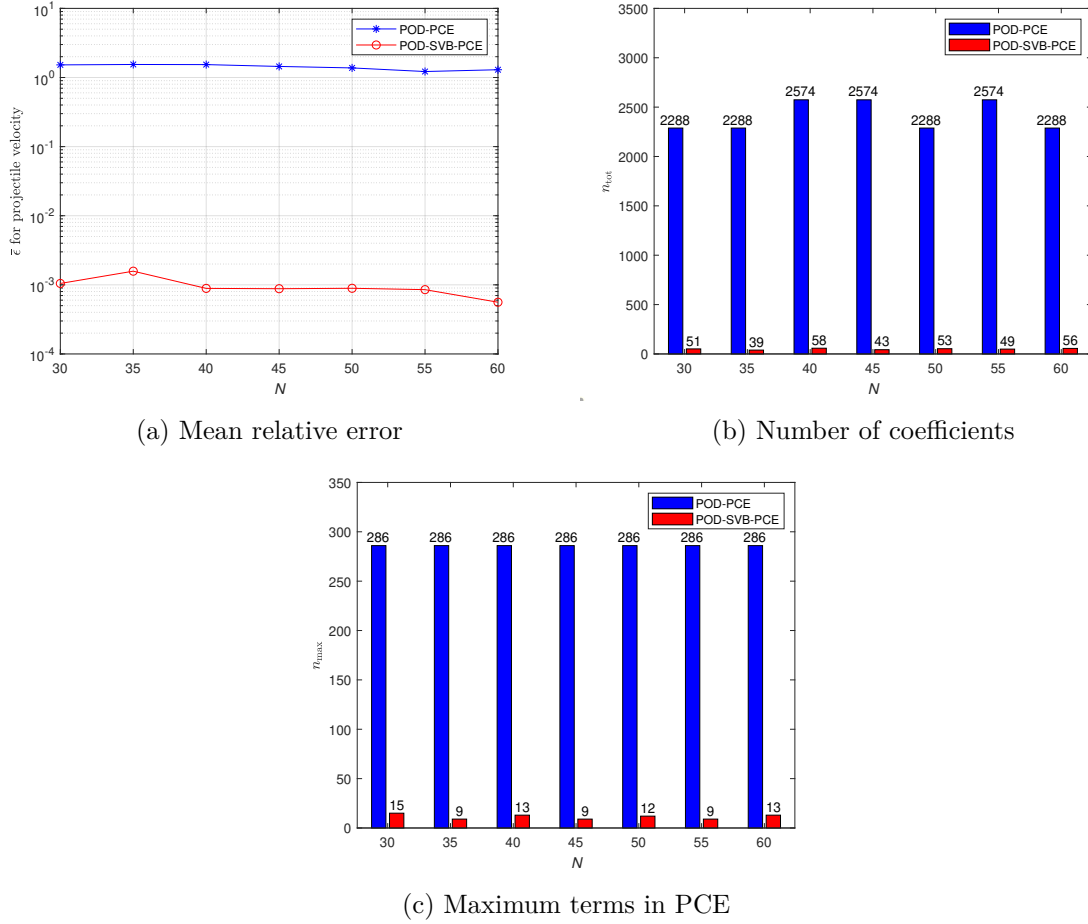 10^1
10^0
10^-1
10^-2
10^-3
10^-4
ϵ̄ for projectile velocity
POD-PCE
POD-SVB-PCE
30 35 40 45 50 55 60
N
(a) Mean relative error
3500
3000
2500
2000
1500
1000
500
0
n_tot
POD-PCE
POD-SVB-PCE
2288 2288 2574 2574 2288 2574 2288
51 39 58 43 53 49 56
30 35 40 45 50 55 60
N
(b) Number of coefficients
350
300
250
200
150
100
50
0
n_max
POD-PCE
POD-SVB-PCE
286 286 286 286 286 286 286
15 9 13 9 12 9 13
30 35 40 45 50 55 60
N
(c) Maximum terms in PCE